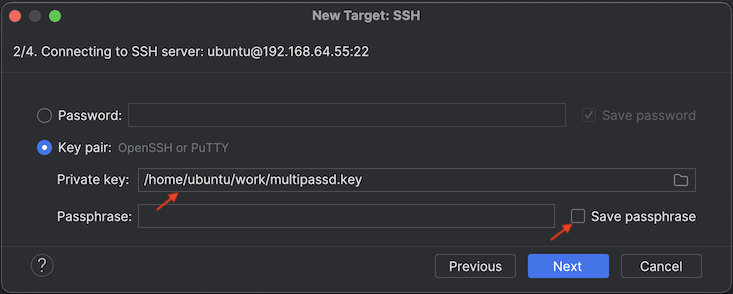 New Target: SSH
2/4. Connecting to SSH server: ubuntu@192.168.64.55:22
Password: Save password
Key pair: OpenSSH or PuTTY
Private key: /home/ubuntu/work/multipassd.key
Passphrase: Save passphrase
? Previous Next Cancel